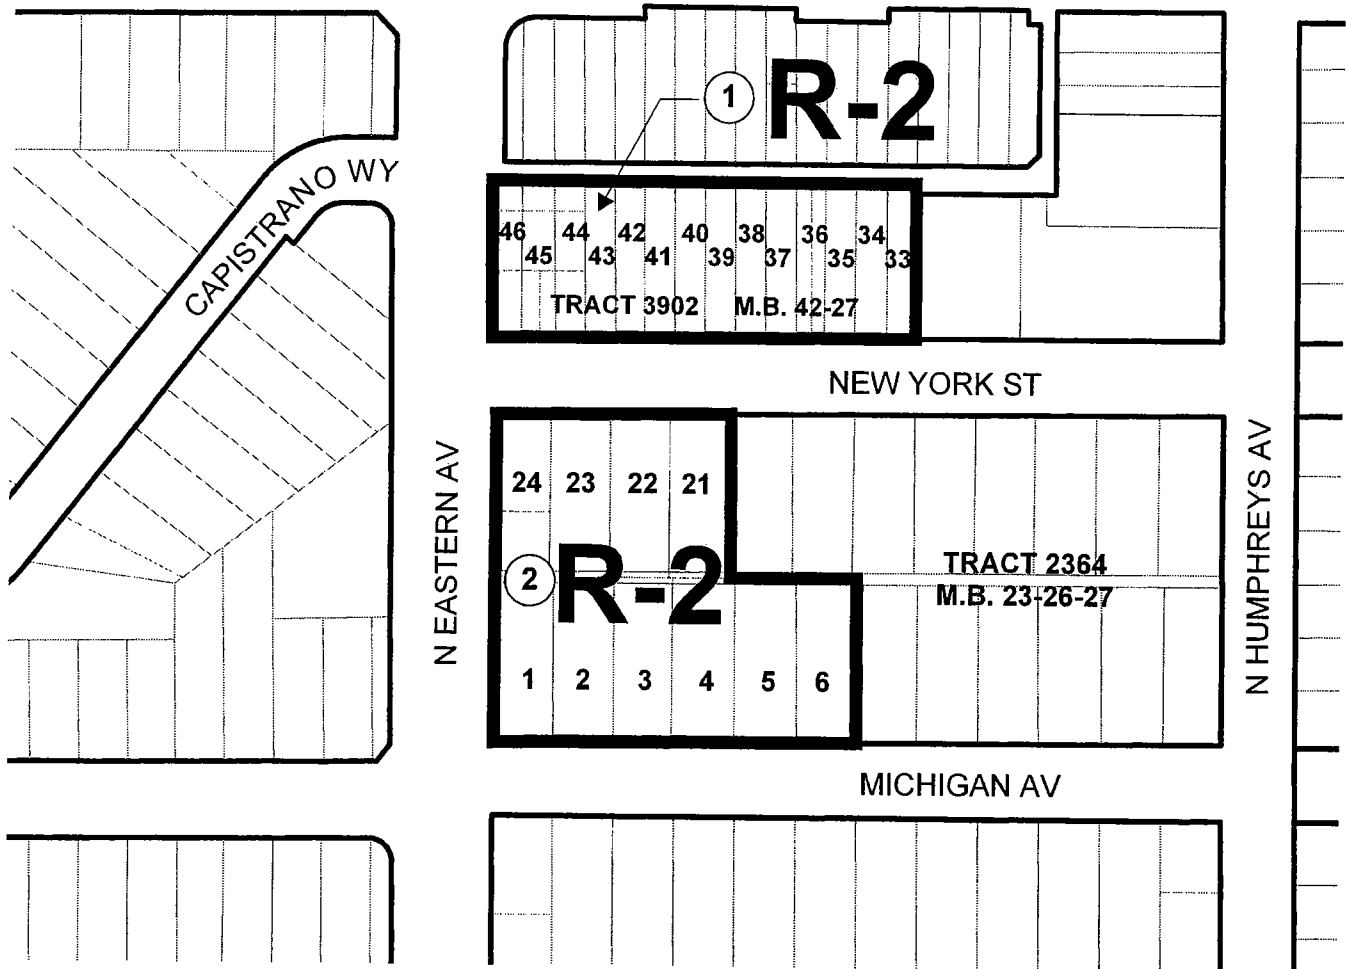 1 R-2
CAPISTRANO WY
46 44 42 40 38 36 34
45 43 41 39 37 35 33
TRACT 3902 M.B. 42-27
NEW YORK ST
N EASTERN AV
N HUMPHREYS AV
24 23 22 21
2 R-2
TRACT 2364
M.B. 23-26-27
1 2 3 4 5 6
MICHIGAN AV